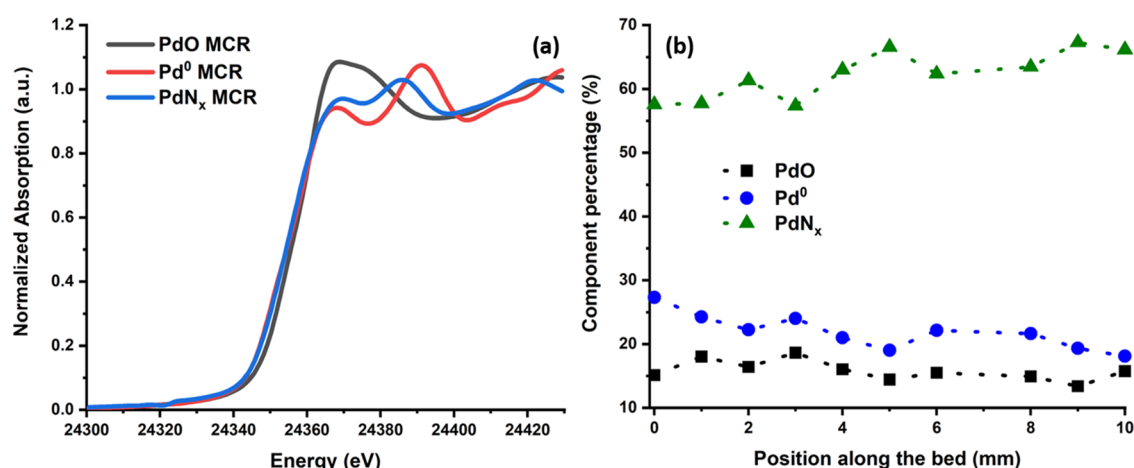 (a)
PdO MCR
Pd⁰ MCR
PdNₓ MCR
Normalized Absorption (a.u.)
1.2
1.0
0.8
0.6
0.4
0.2
0.0
24300 24320 24340 24360 24380 24400 24420
Energy (eV)
(b)
PdO
Pd⁰
PdNₓ
Component percentage (%)
70
60
50
40
30
20
10
0 2 4 6 8 10
Position along the bed (mm)